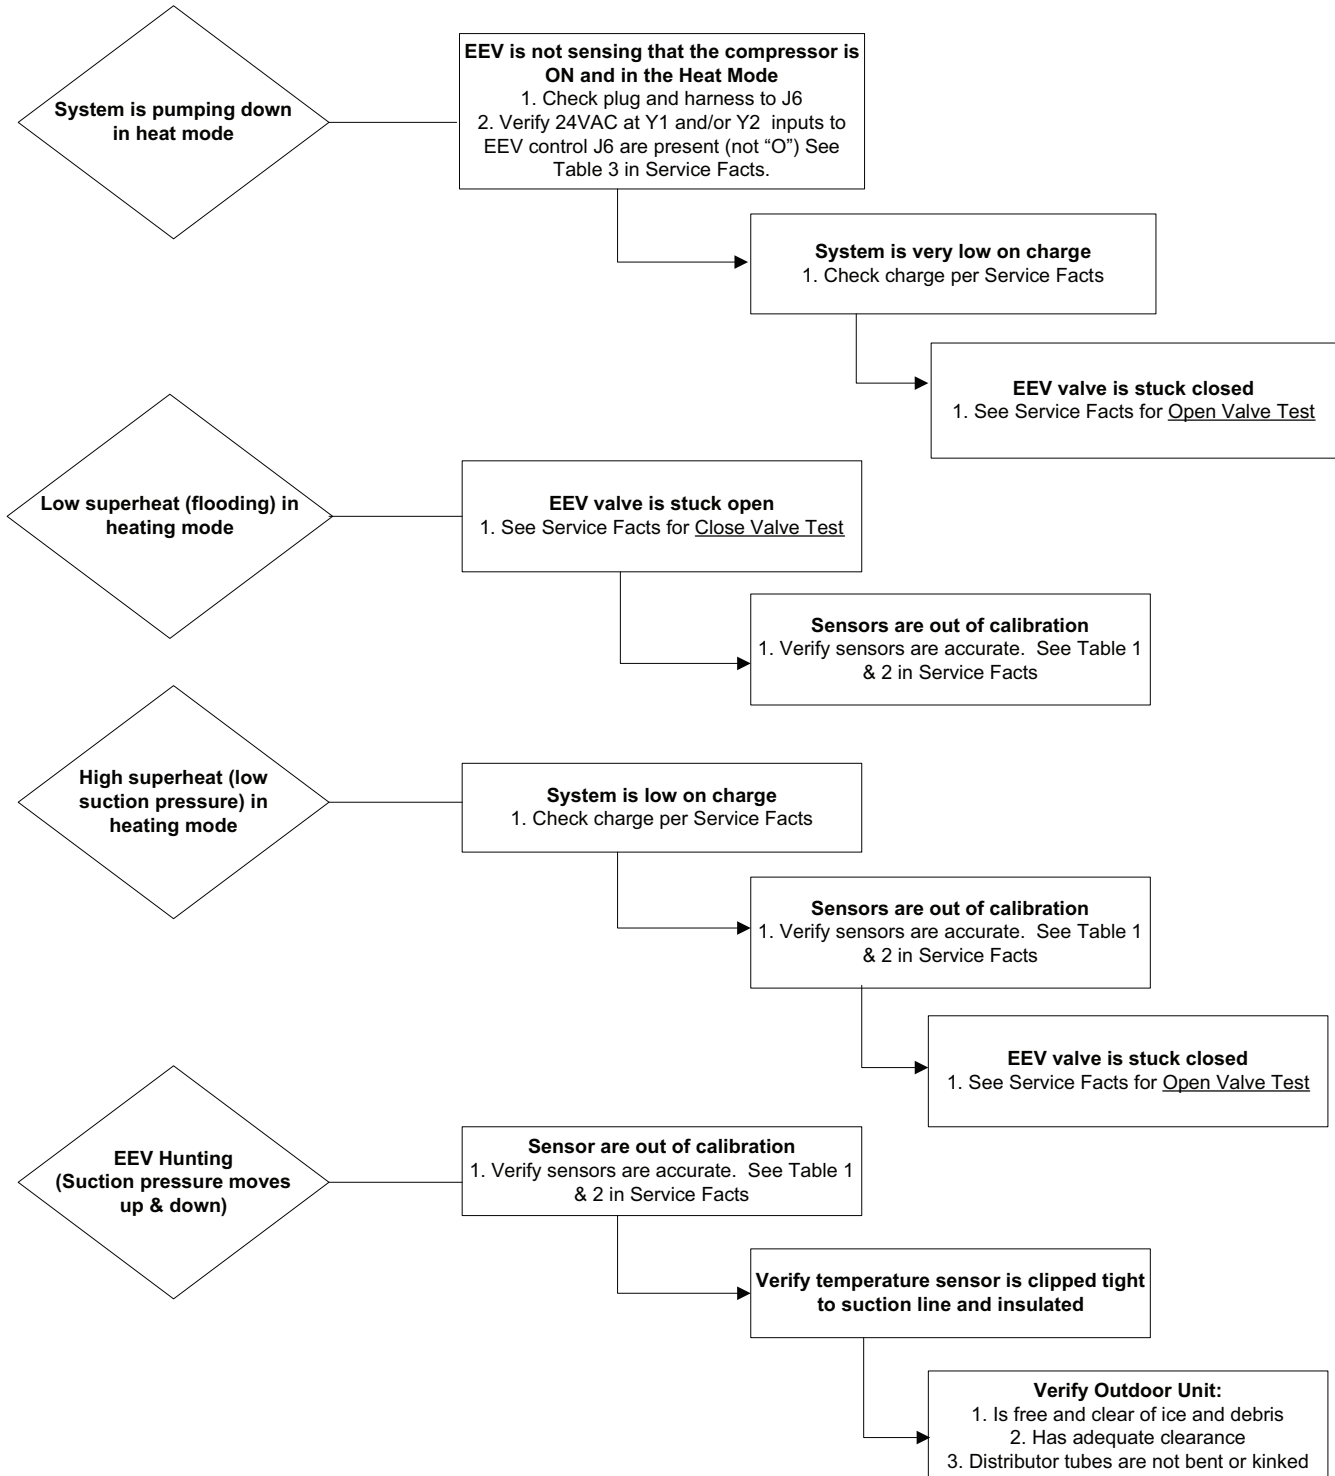 System is pumping down
in heat mode
EEV is not sensing that the compressor is
ON and in the Heat Mode
1. Check plug and harness to J6
2. Verify 24VAC at Y1 and/or Y2 inputs to
EEV control J6 are present (not “O”) See
Table 3 in Service Facts.
System is very low on charge
1. Check charge per Service Facts
EEV valve is stuck closed
1. See Service Facts for Open Valve Test
Low superheat (flooding) in
heating mode
EEV valve is stuck open
1. See Service Facts for Close Valve Test
Sensors are out of calibration
1. Verify sensors are accurate. See Table 1
& 2 in Service Facts
High superheat (low
suction pressure) in
heating mode
System is low on charge
1. Check charge per Service Facts
Sensors are out of calibration
1. Verify sensors are accurate. See Table 1
& 2 in Service Facts
EEV valve is stuck closed
1. See Service Facts for Open Valve Test
EEV Hunting
(Suction pressure moves
up & down)
Sensor are out of calibration
1. Verify sensors are accurate. See Table 1
& 2 in Service Facts
Verify temperature sensor is clipped tight
to suction line and insulated
Verify Outdoor Unit:
1. Is free and clear of ice and debris
2. Has adequate clearance
3. Distributor tubes are not bent or kinked